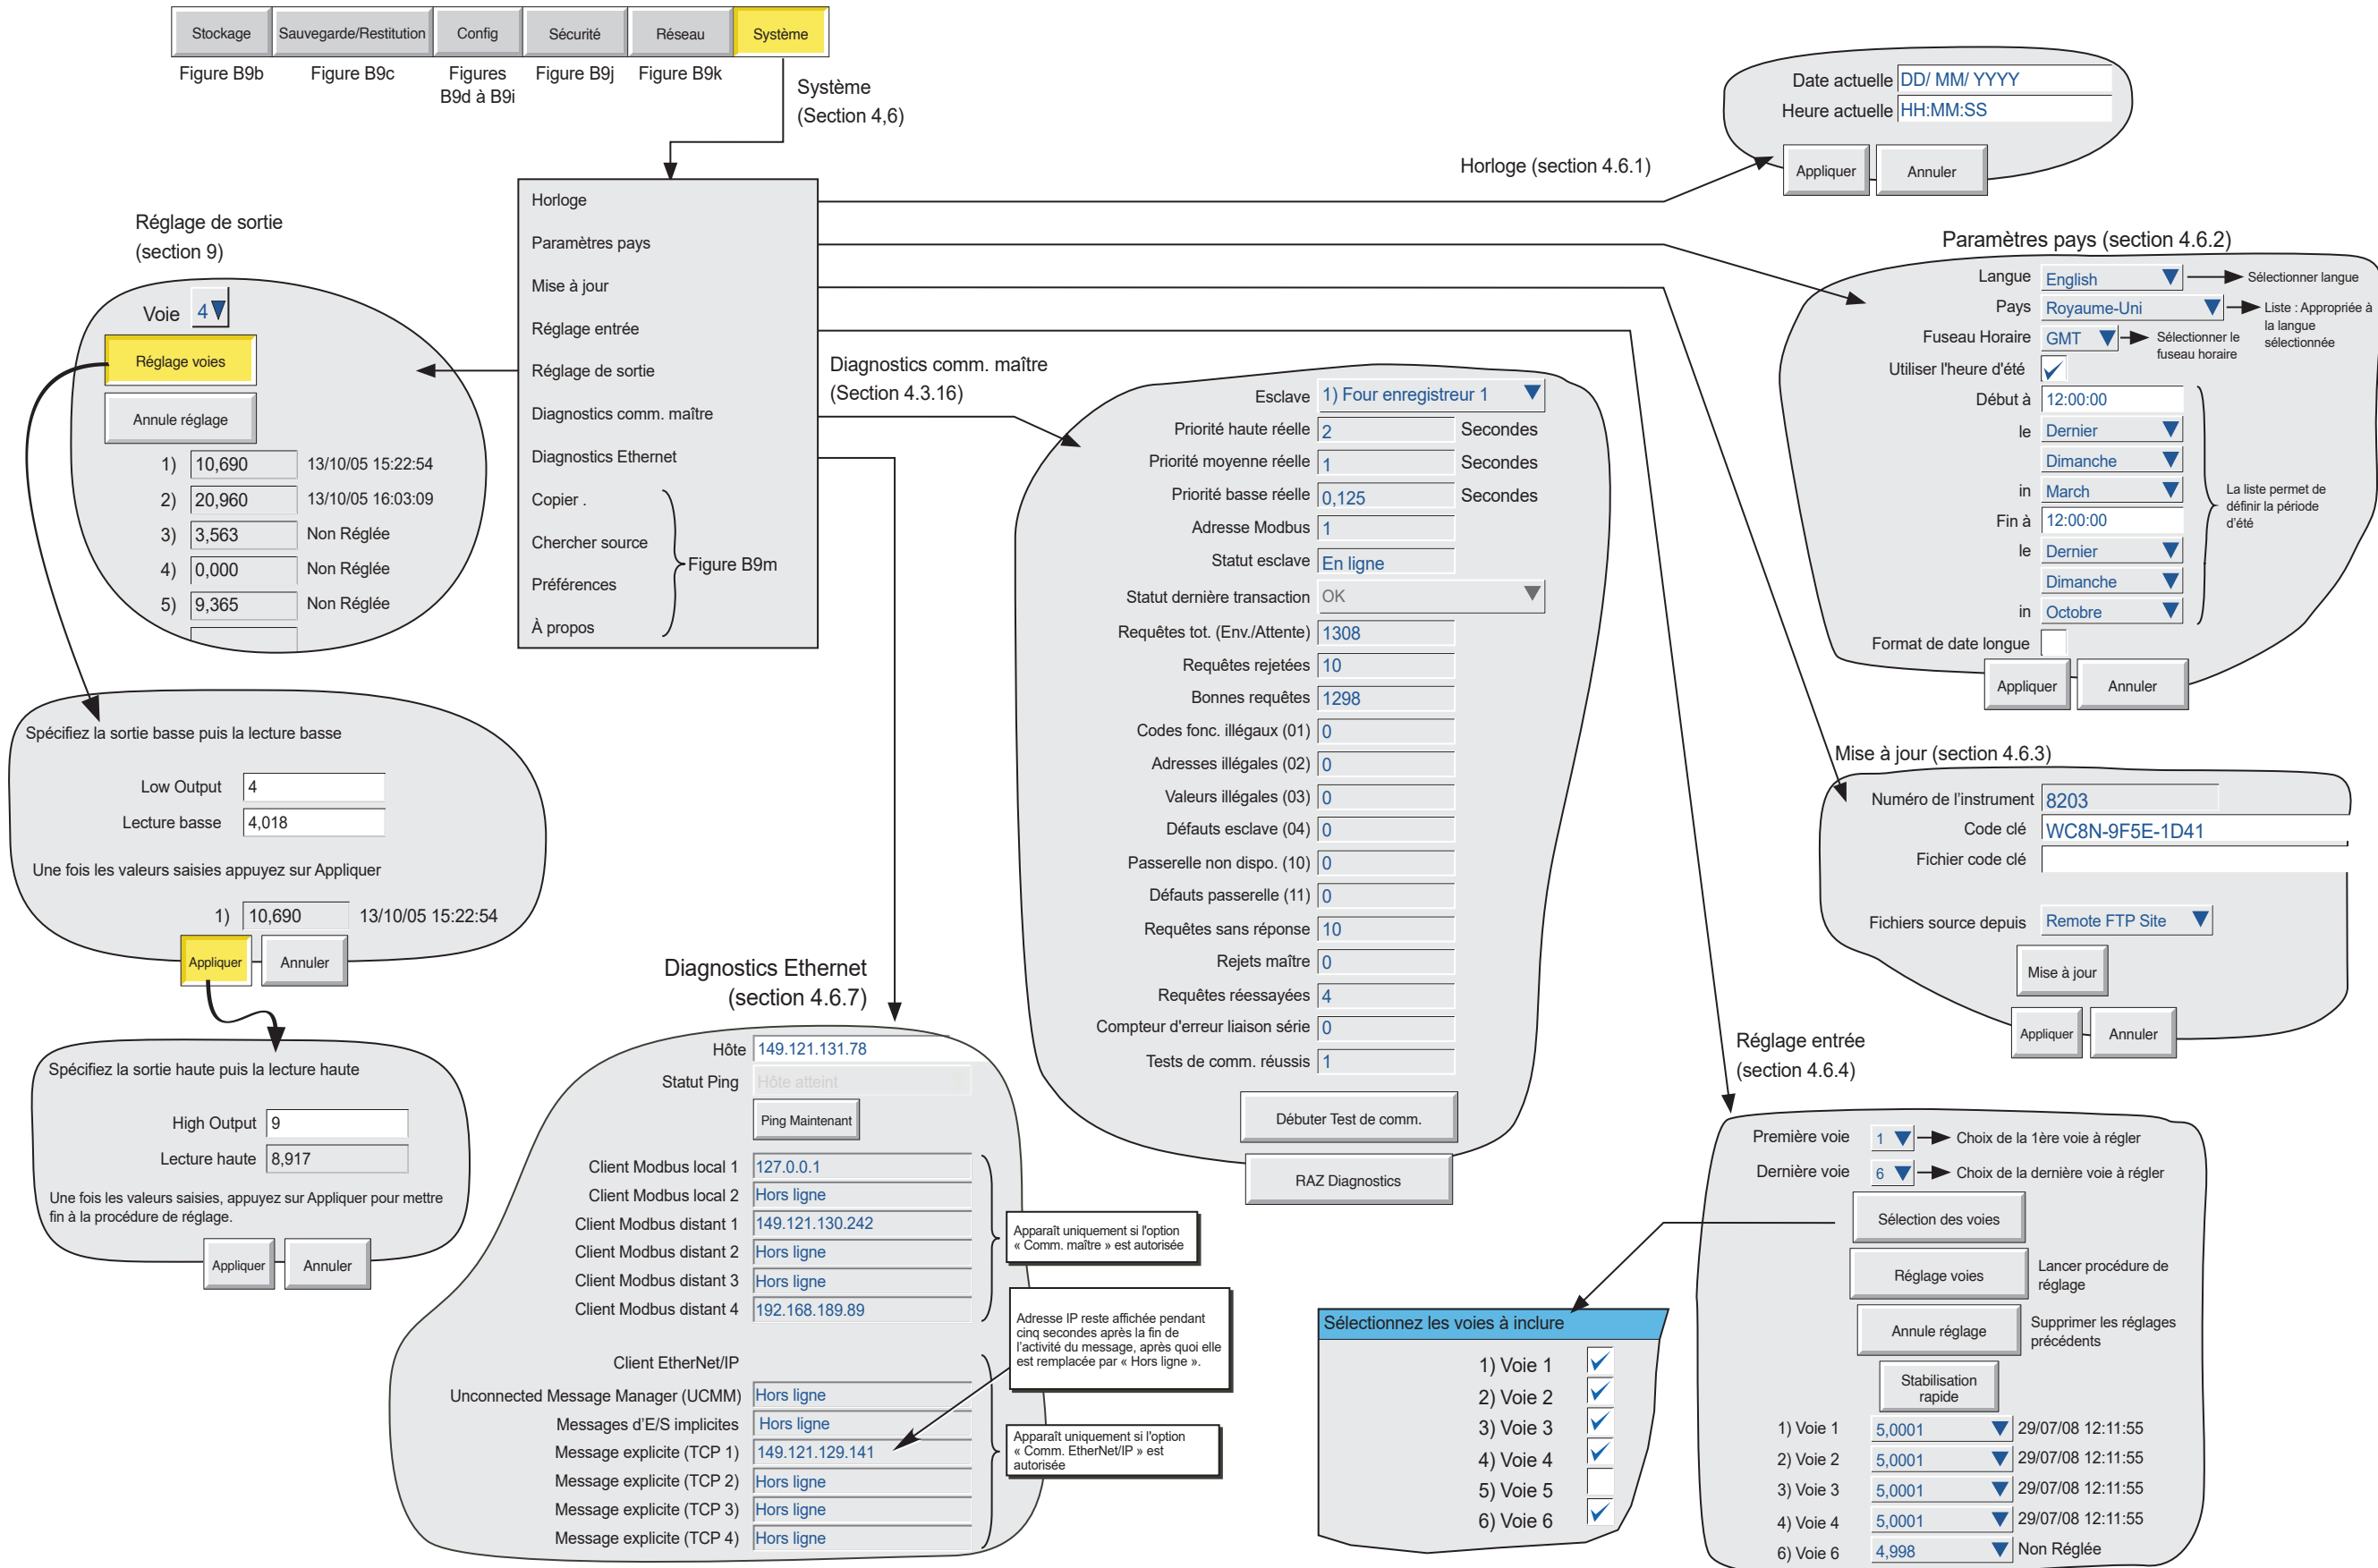 Stockage
Sauvegarde/Restitution
Config
Sécurité
Réseau
Système
Figure B9b
Figure B9c
Figures
B9d à B9i
Figure B9j
Figure B9k
Système
(Section 4,6)
Horloge
Paramètres pays
Mise à jour
Réglage entrée
Réglage de sortie
Diagnostics comm. maître
Diagnostics Ethernet
Copier .
Chercher source
Préférences
À propos
Figure B9m
Horloge (section 4.6.1)
Date actuelle DD/ MM/ YYYY
Heure actuelle HH:MM:SS
Appliquer
Annuler
Paramètres pays (section 4.6.2)
Langue English Sélectionner langue
Pays Royaume-Uni Liste : Appropriée à
la langue
sélectionnée
Fuseau Horaire GMT Sélectionner le
fuseau horaire
Utiliser l'heure d'été
Début à 12:00:00
le Dernier
Dimanche
in March
Fin à 12:00:00
le Dernier
Dimanche
in Octobre
La liste permet de
définir la période
d'été
Format de date longue
Appliquer
Annuler
Mise à jour (section 4.6.3)
Numéro de l'instrument 8203
Code clé WC8N-9F5E-1D41
Fichier code clé
Fichiers source depuis Remote FTP Site
Mise à jour
Appliquer
Annuler
Réglage de sortie
(section 9)
Voie 4
Réglage voies
Annule réglage
1) 10,690 13/10/05 15:22:54
2) 20,960 13/10/05 16:03:09
3) 3,563 Non Réglée
4) 0,000 Non Réglée
5) 9,365 Non Réglée
Spécifiez la sortie basse puis la lecture basse
Low Output 4
Lecture basse 4,018
Une fois les valeurs saisies appuyez sur Appliquer
1) 10,690 13/10/05 15:22:54
Appliquer
Annuler
Spécifiez la sortie haute puis la lecture haute
High Output 9
Lecture haute 8,917
Une fois les valeurs saisies, appuyez sur Appliquer pour mettre
fin à la procédure de réglage.
Appliquer
Annuler
Diagnostics comm. maître
(Section 4.3.16)
Esclave 1) Four enregistreur 1
Priorité haute réelle 2 Secondes
Priorité moyenne réelle 1 Secondes
Priorité basse réelle 0,125 Secondes
Adresse Modbus 1
Statut esclave En ligne
Statut dernière transaction OK
Requêtes tot. (Env./Attente) 1308
Requêtes rejetées 10
Bonnes requêtes 1298
Codes fonc. illégaux (01) 0
Adresses illégales (02) 0
Valeurs illégales (03) 0
Défauts esclave (04) 0
Passerelle non dispo. (10) 0
Défauts passerelle (11) 0
Requêtes sans réponse 10
Rejets maître 0
Requêtes réessayées 4
Compteur d'erreur liaison série 0
Tests de comm. réussis 1
Débuter Test de comm.
RAZ Diagnostics
Diagnostics Ethernet
(section 4.6.7)
Hôte 149.121.131.78
Statut Ping Hôte atteint
Ping Maintenant
Client Modbus local 1 127.0.0.1
Client Modbus local 2 Hors ligne
Client Modbus distant 1 149.121.130.242
Client Modbus distant 2 Hors ligne
Client Modbus distant 3 Hors ligne
Client Modbus distant 4 192.168.189.89
Apparaît uniquement si l'option
« Comm. maître » est autorisée
Adresse IP reste affichée pendant
cinq secondes après la fin de
l'activité du message, après quoi elle
est remplacée par « Hors ligne ».
Client EtherNet/IP
Unconnected Message Manager (UCMM) Hors ligne
Messages d'E/S implicites Hors ligne
Message explicite (TCP 1) 149.121.129.141
Message explicite (TCP 2) Hors ligne
Message explicite (TCP 3) Hors ligne
Message explicite (TCP 4) Hors ligne
Apparaît uniquement si l'option
« Comm. EtherNet/IP » est
autorisée
Réglage entrée
(section 4.6.4)
Première voie 1 Choix de la 1ère voie à régler
Dernière voie 6 Choix de la dernière voie à régler
Sélection des voies
Réglage voies
Lancer procédure de
réglage
Annule réglage
Supprimer les réglages
précédents
Stabilisation
rapide
1) Voie 1 5,0001 29/07/08 12:11:55
2) Voie 2 5,0001 29/07/08 12:11:55
3) Voie 3 5,0001 29/07/08 12:11:55
4) Voie 4 5,0001 29/07/08 12:11:55
6) Voie 6 4,998 Non Réglée
Sélectionnez les voies à inclure
1) Voie 1
2) Voie 2
3) Voie 3
4) Voie 4
5) Voie 5
6) Voie 6